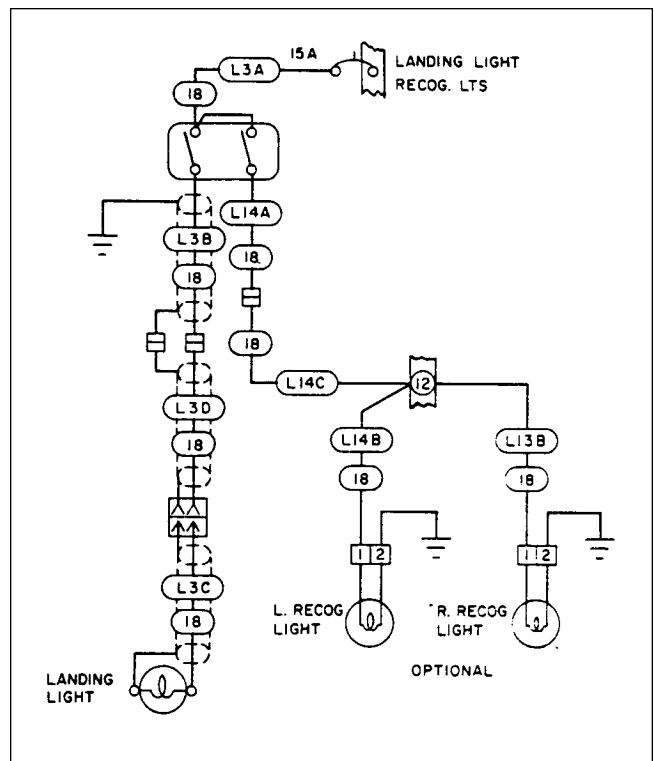 15A
LANDING LIGHT
RECOG. LTS
L3A
18
L14A
L3B
18
18
18
L14C
12
L3D
L14B
L13B
18
18
18
1 2
1 2
L3C
L. RECOG
LIGHT
R. RECOG
LIGHT
18
OPTIONAL
LANDING
LIGHT